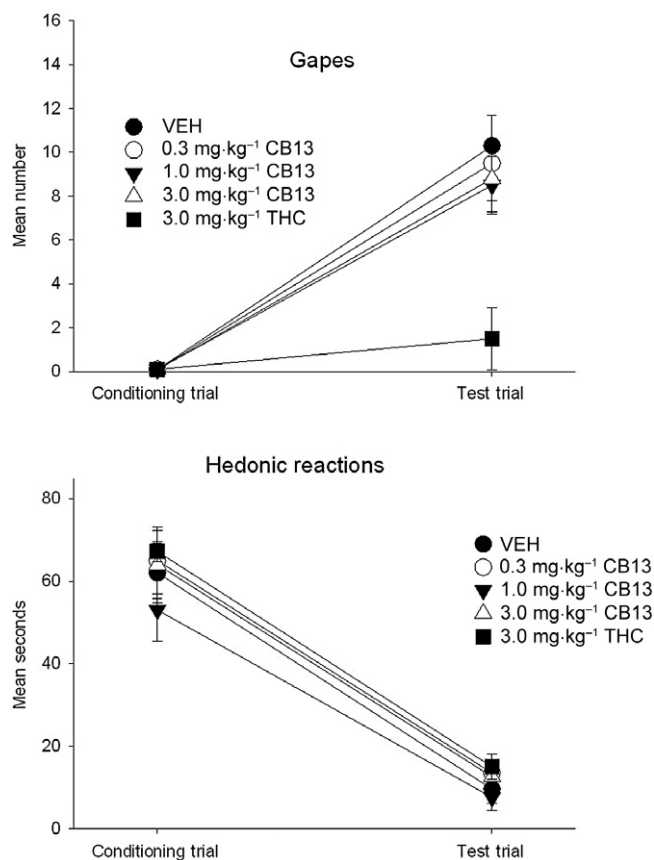 Gapes
16
14
12
10
8
6
4
2
0
Mean number
VEH
0.3 mg·kg⁻¹ CB13
1.0 mg·kg⁻¹ CB13
3.0 mg·kg⁻¹ CB13
3.0 mg·kg⁻¹ THC
Conditioning trial
Test trial
Hedonic reactions
80
60
40
20
0
Mean seconds
VEH
0.3 mg·kg⁻¹ CB13
1.0 mg·kg⁻¹ CB13
3.0 mg·kg⁻¹ CB13
3.0 mg·kg⁻¹ THC
Conditioning trial
Test trial